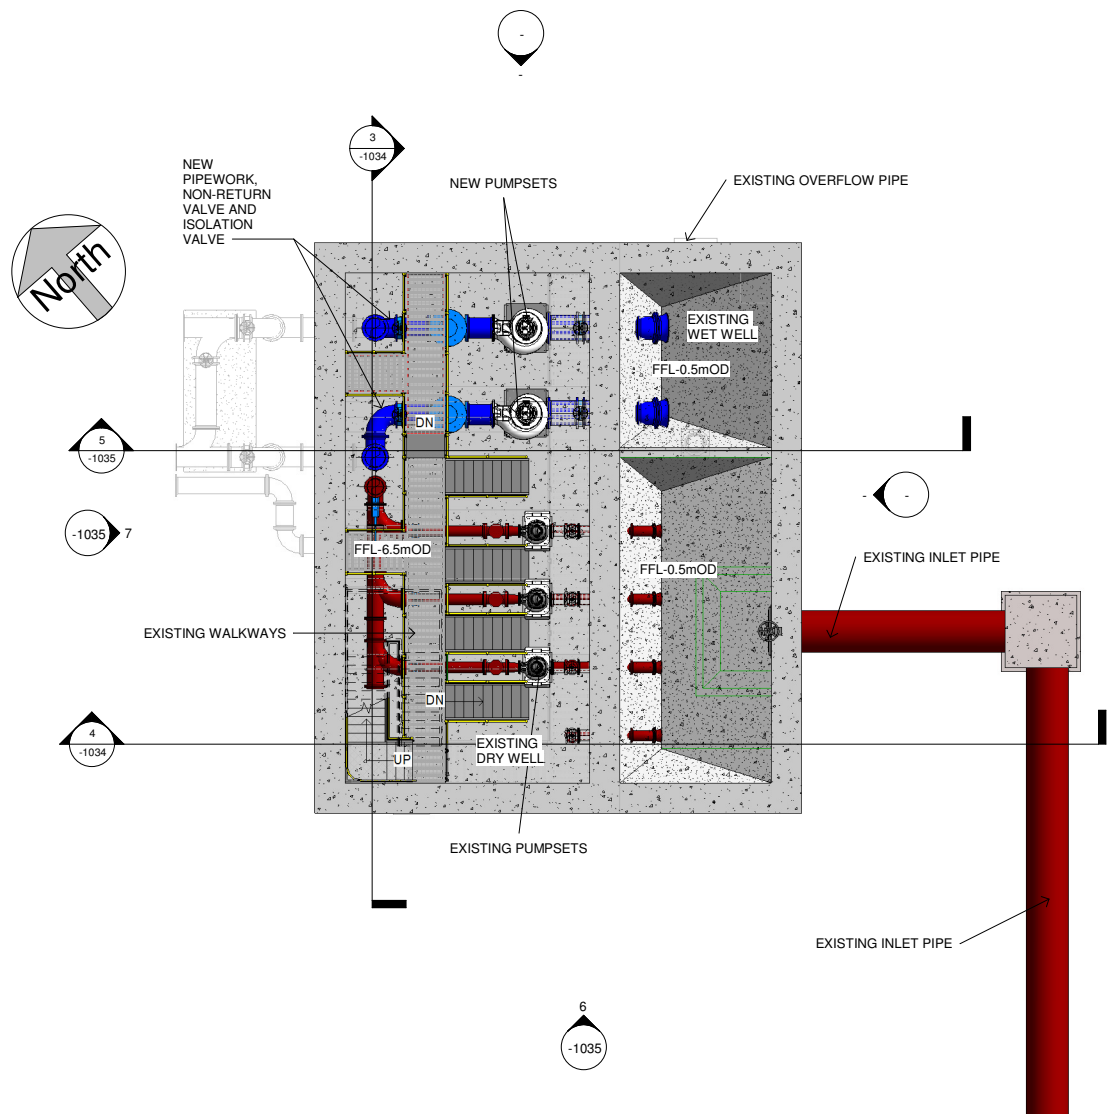 -
-
3
-1034
NEW
PIPEWORK,
NON-RETURN
VALVE AND
ISOLATION
VALVE
NEW PUMPSETS
EXISTING OVERFLOW PIPE
North
EXISTING
WET WELL
FFL-0.5mOD
DN
5
-1035
-
-
-1035
7
FFL-6.5mOD
FFL-0.5mOD
EXISTING INLET PIPE
EXISTING WALKWAYS
DN
4
-1034
EXISTING
DRY WELL
UP
EXISTING PUMPSETS
EXISTING INLET PIPE
6
-1035